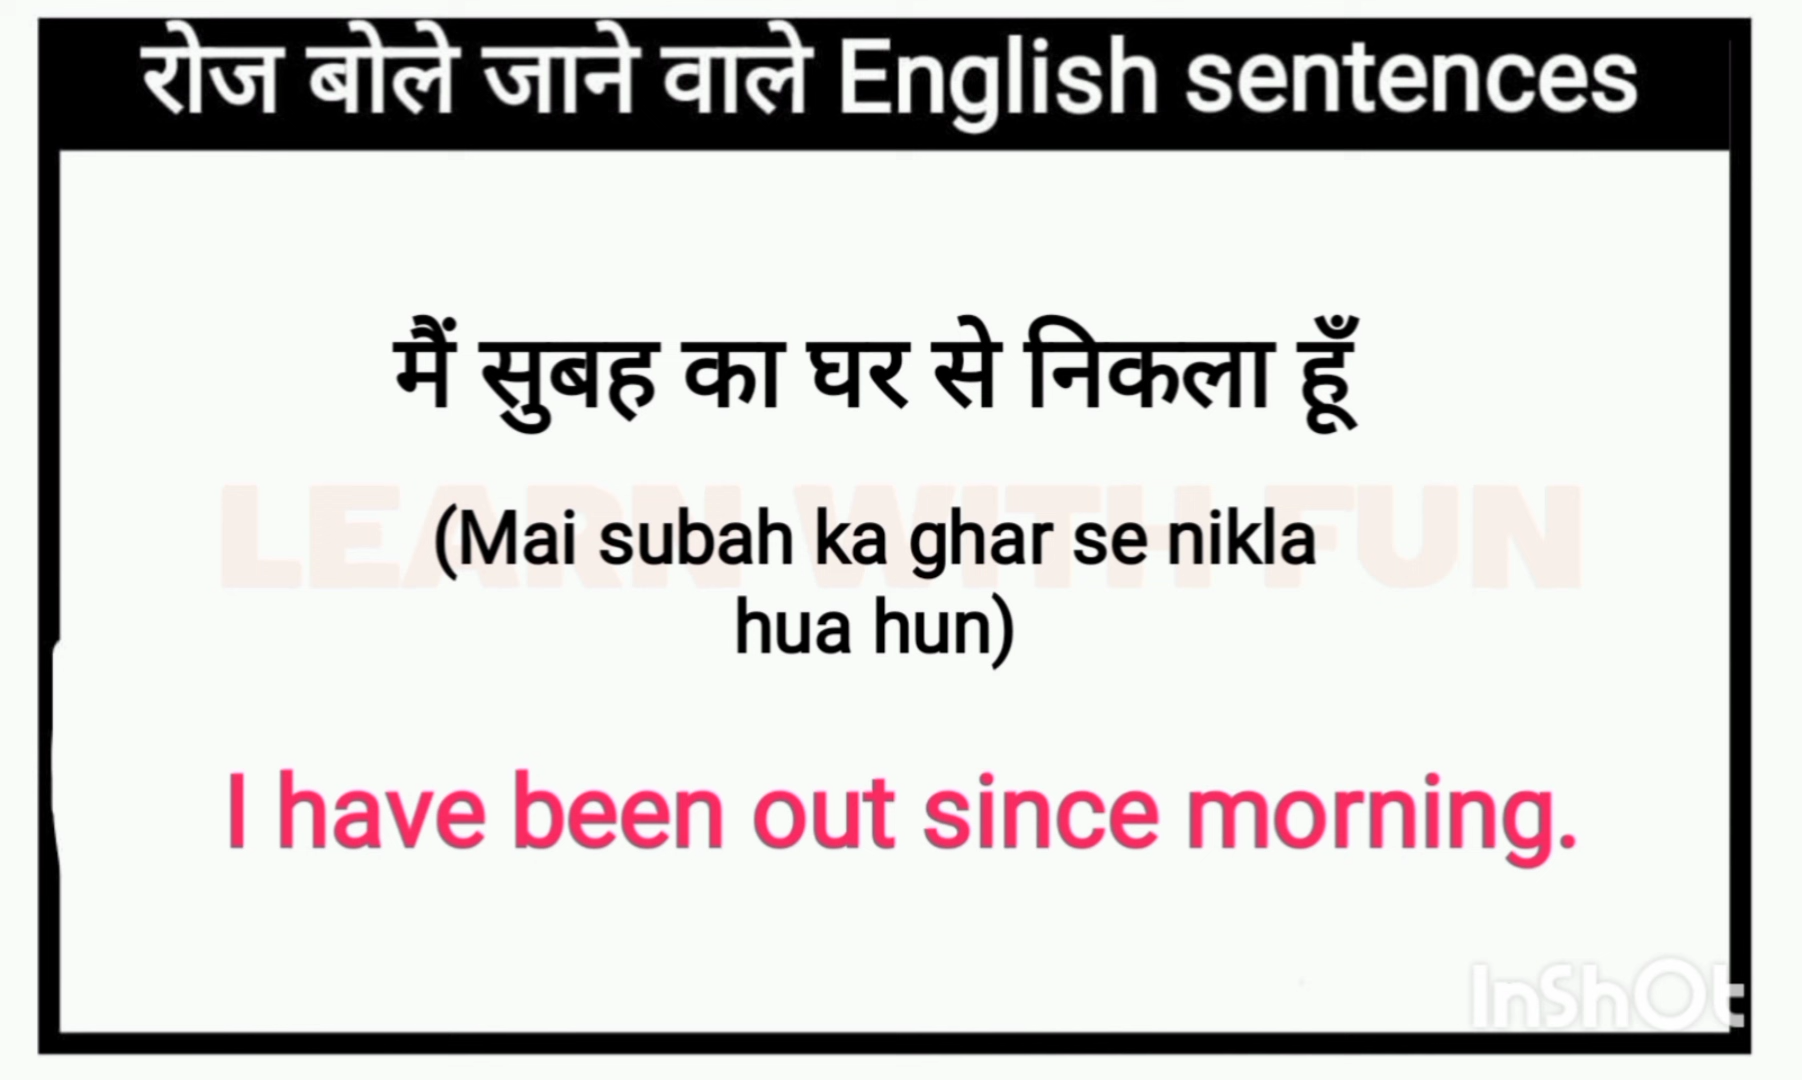 रोज बोले जाने वाले English sentences
मैं सुबह का घर से निकला हूँ
LEARN WITH FUN
(Mai subah ka ghar se nikla
hua hun)
I have been out since morning.
InShOt